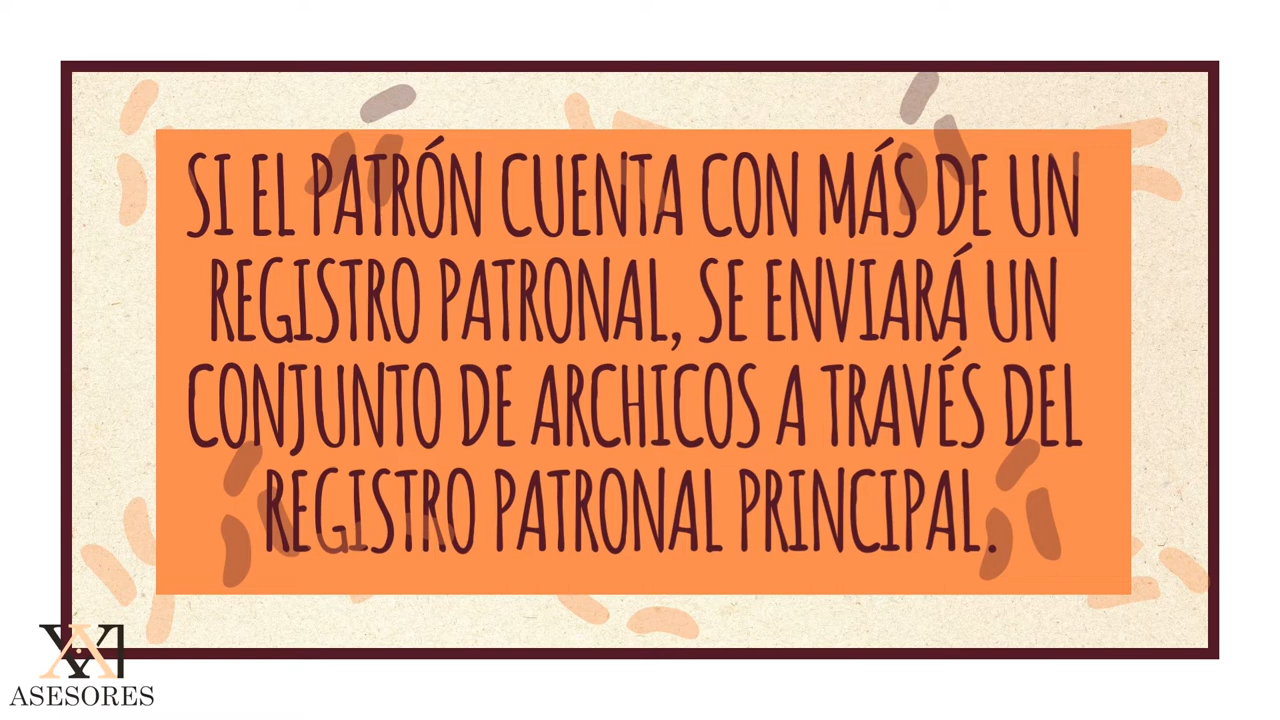 SI EL PATRÓN CUENTA CON MÁS DE UN
REGISTRO PATRONAL, SE ENVIARÁ UN
CONJUNTO DE ARCHICOS A TRAVÉS DEL
REGISTRO PATRONAL PRINCIPAL.
ASESORES